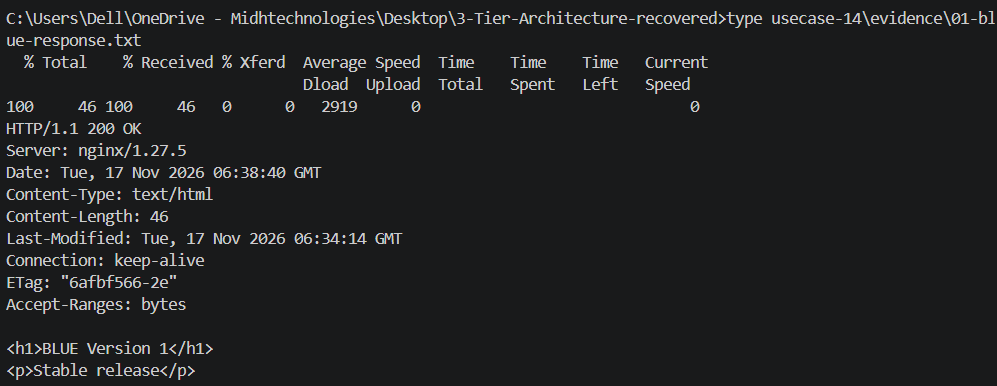 C:\Users\Dell\OneDrive - Midhtechnologies\Desktop\3-Tier-Architecture-recovered>type usecase-14\evidence\01-bl
ue-response.txt
  % Total    % Received % Xferd  Average Speed  Time    Time    Time   Current
                                 Dload  Upload  Total   Spent   Left   Speed
100     46 100     46   0      0   2919      0                              0
HTTP/1.1 200 OK
Server: nginx/1.27.5
Date: Tue, 17 Nov 2026 06:38:40 GMT
Content-Type: text/html
Content-Length: 46
Last-Modified: Tue, 17 Nov 2026 06:34:14 GMT
Connection: keep-alive
ETag: "6afbf566-2e"
Accept-Ranges: bytes

<h1>BLUE Version 1</h1>
<p>Stable release</p>